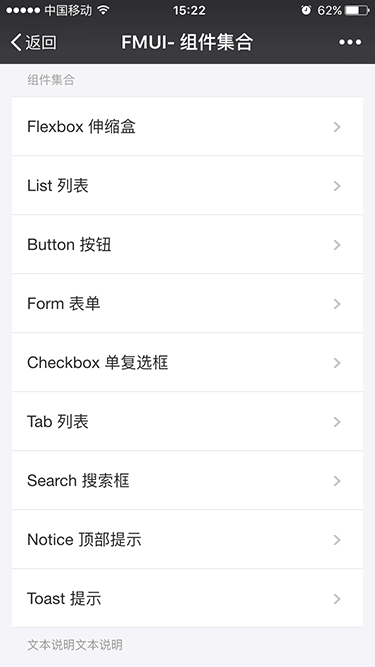 中国移动 15:22 62%
返回 FMUI- 组件集合
组件集合
Flexbox 伸缩盒
List 列表
Button 按钮
Form 表单
Checkbox 单复选框
Tab 列表
Search 搜索框
Notice 顶部提示
Toast 提示
文本说明文本说明